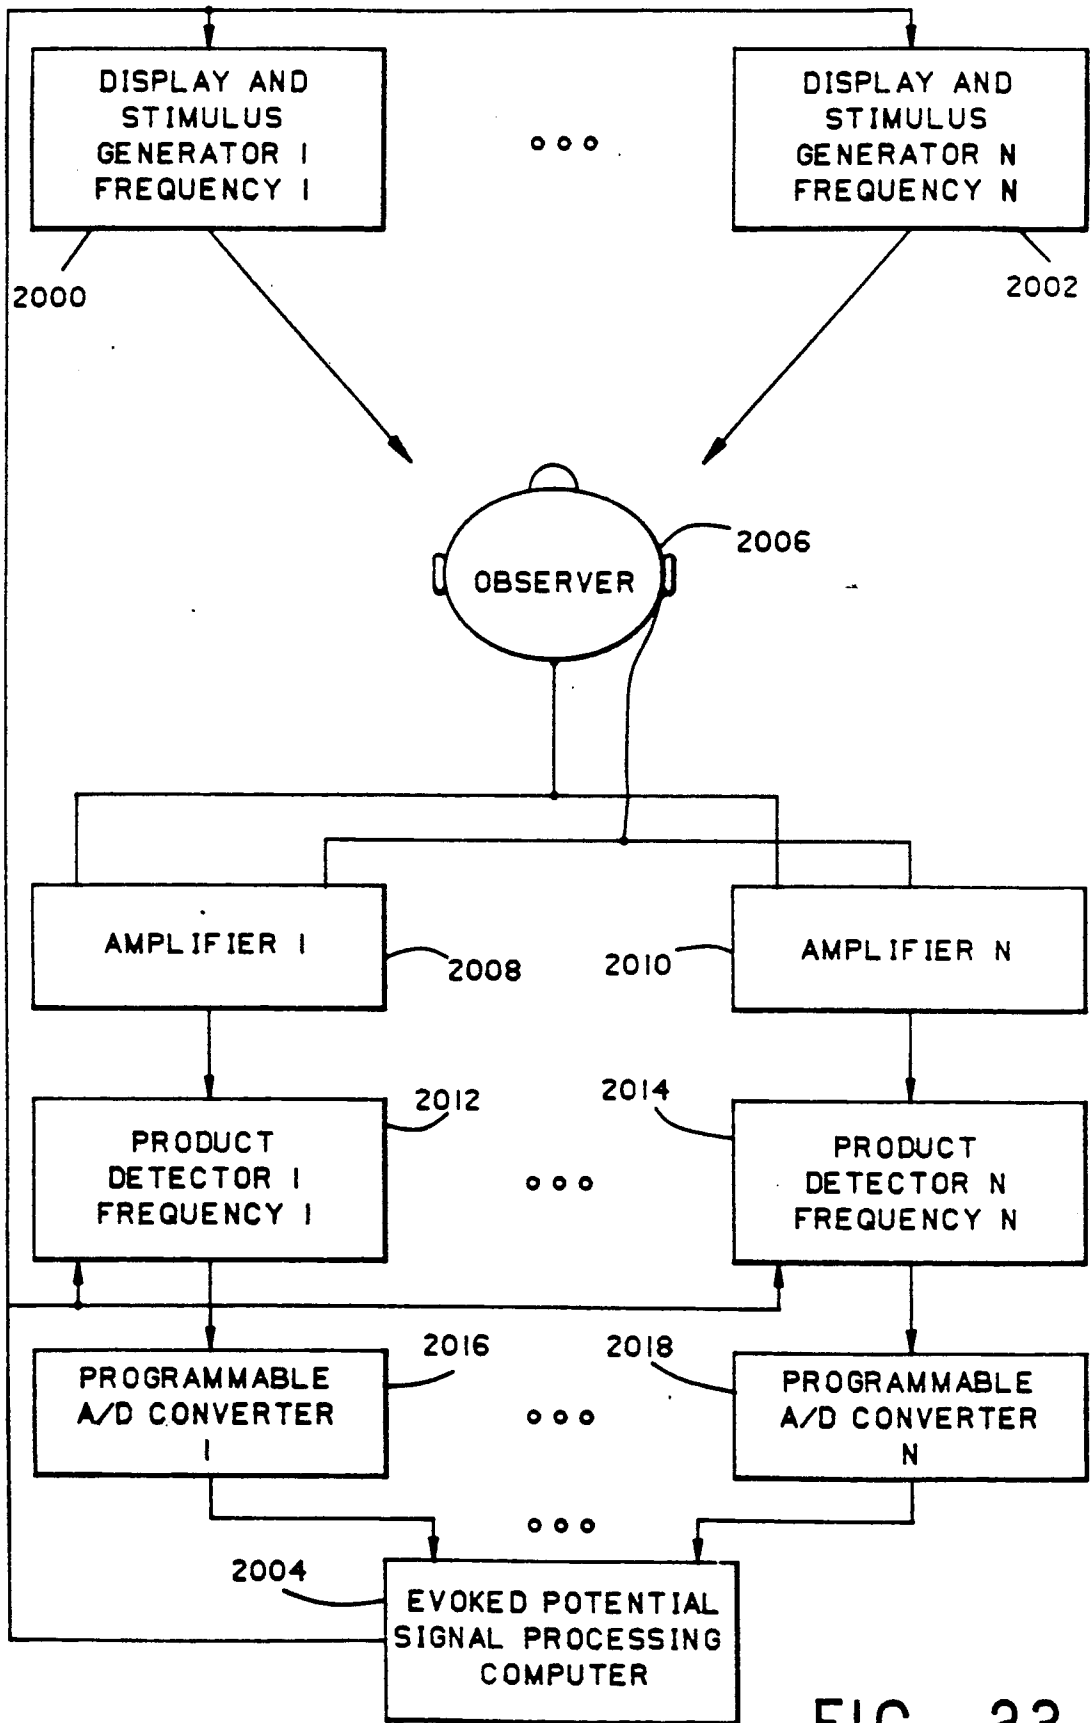 DISPLAY AND
STIMULUS
GENERATOR 1
FREQUENCY 1
DISPLAY AND
STIMULUS
GENERATOR N
FREQUENCY N
2000
2002
2006
OBSERVER
AMPLIFIER 1
2008
2010
AMPLIFIER N
2012
2014
PRODUCT
DETECTOR 1
FREQUENCY 1
PRODUCT
DETECTOR N
FREQUENCY N
2016
2018
PROGRAMMABLE
A/D CONVERTER
1
PROGRAMMABLE
A/D CONVERTER
N
2004
EVOKED POTENTIAL
SIGNAL PROCESSING
COMPUTER
FIG. 33